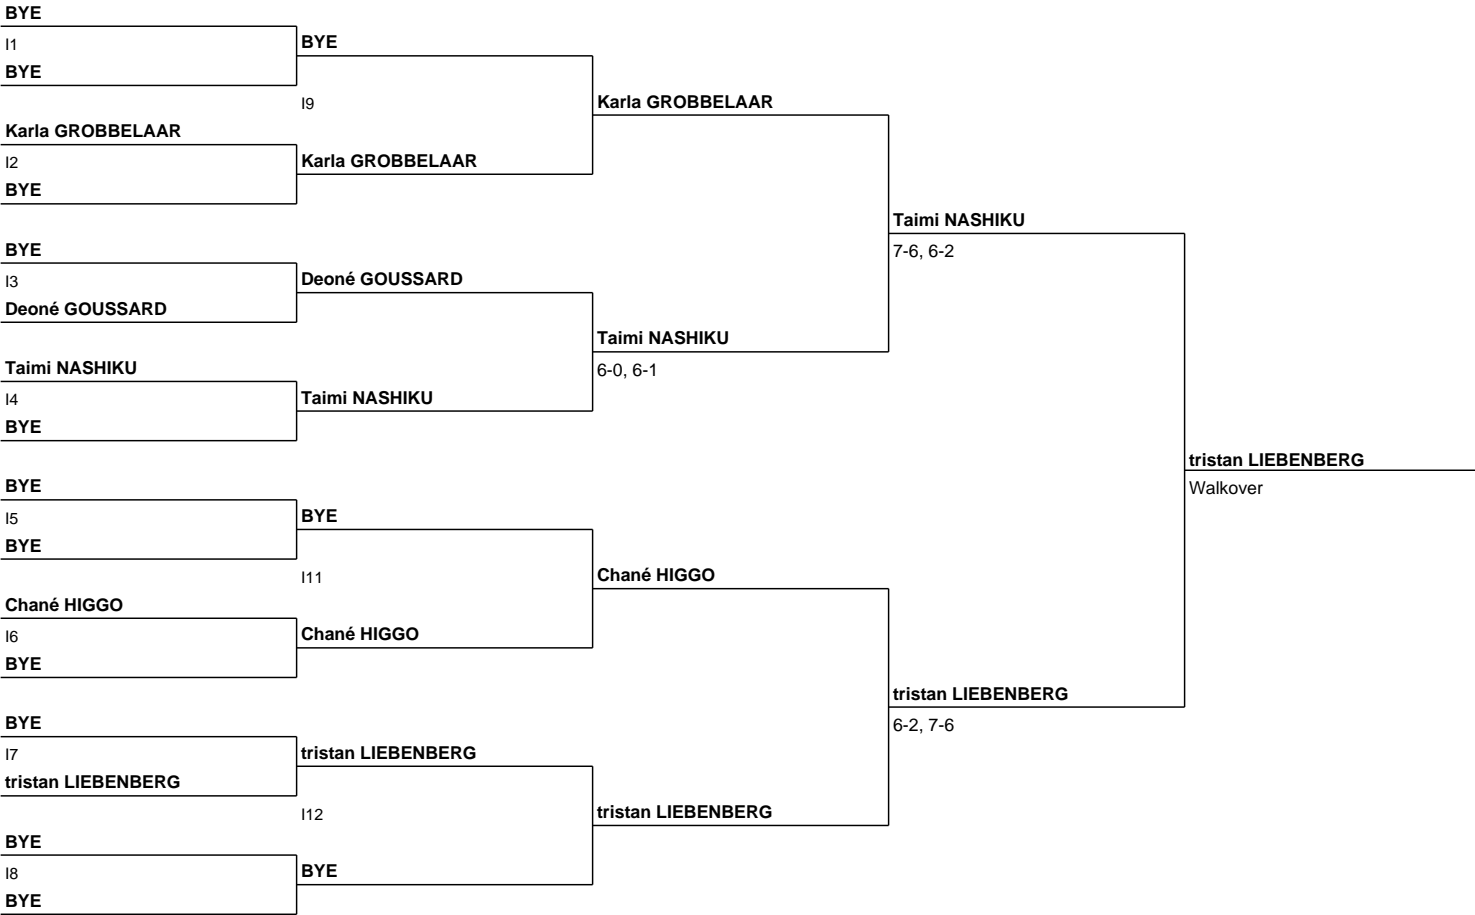 BYE
I1
BYE
BYE
I9
Karla GROBBELAAR
Karla GROBBELAAR
I2
Karla GROBBELAAR
BYE
Taimi NASHIKU
7-6, 6-2
BYE
I3
Deoné GOUSSARD
Deoné GOUSSARD
Taimi NASHIKU
6-0, 6-1
Taimi NASHIKU
I4
Taimi NASHIKU
BYE
tristan LIEBENBERG
Walkover
BYE
I5
BYE
BYE
I11
Chané HIGGO
Chané HIGGO
I6
Chané HIGGO
BYE
tristan LIEBENBERG
6-2, 7-6
BYE
I7
tristan LIEBENBERG
tristan LIEBENBERG
I12
tristan LIEBENBERG
BYE
I8
BYE
BYE